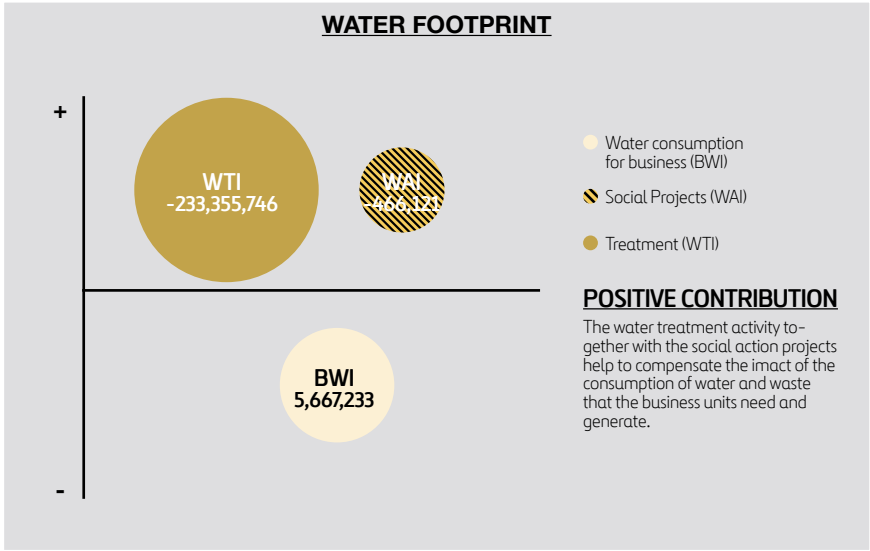 WATER FOOTPRINT
+
WTI
-233,355,746
WAI
-466,121
-
BWI
5,667,233
Water consumption
for business (BWI)
Social Projects (WAI)
Treatment (WTI)
POSITIVE CONTRIBUTION
The water treatment activity to-
gether with the social action projects
help to compensate the imact of the
consumption of water and waste
that the business units need and
generate.